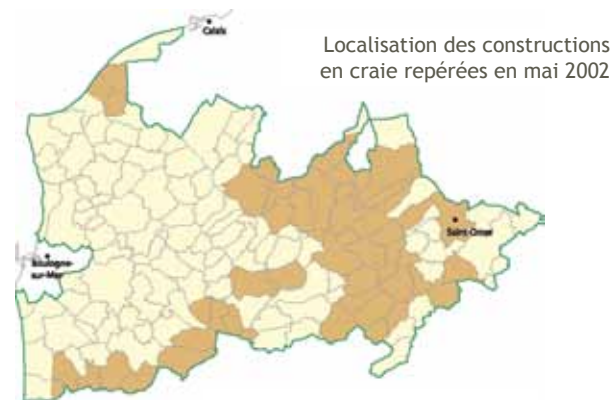 Calais
Localisation des constructions
en craie repérées en mai 2002
Saint-Omer
Boulogne-
sur-Mer